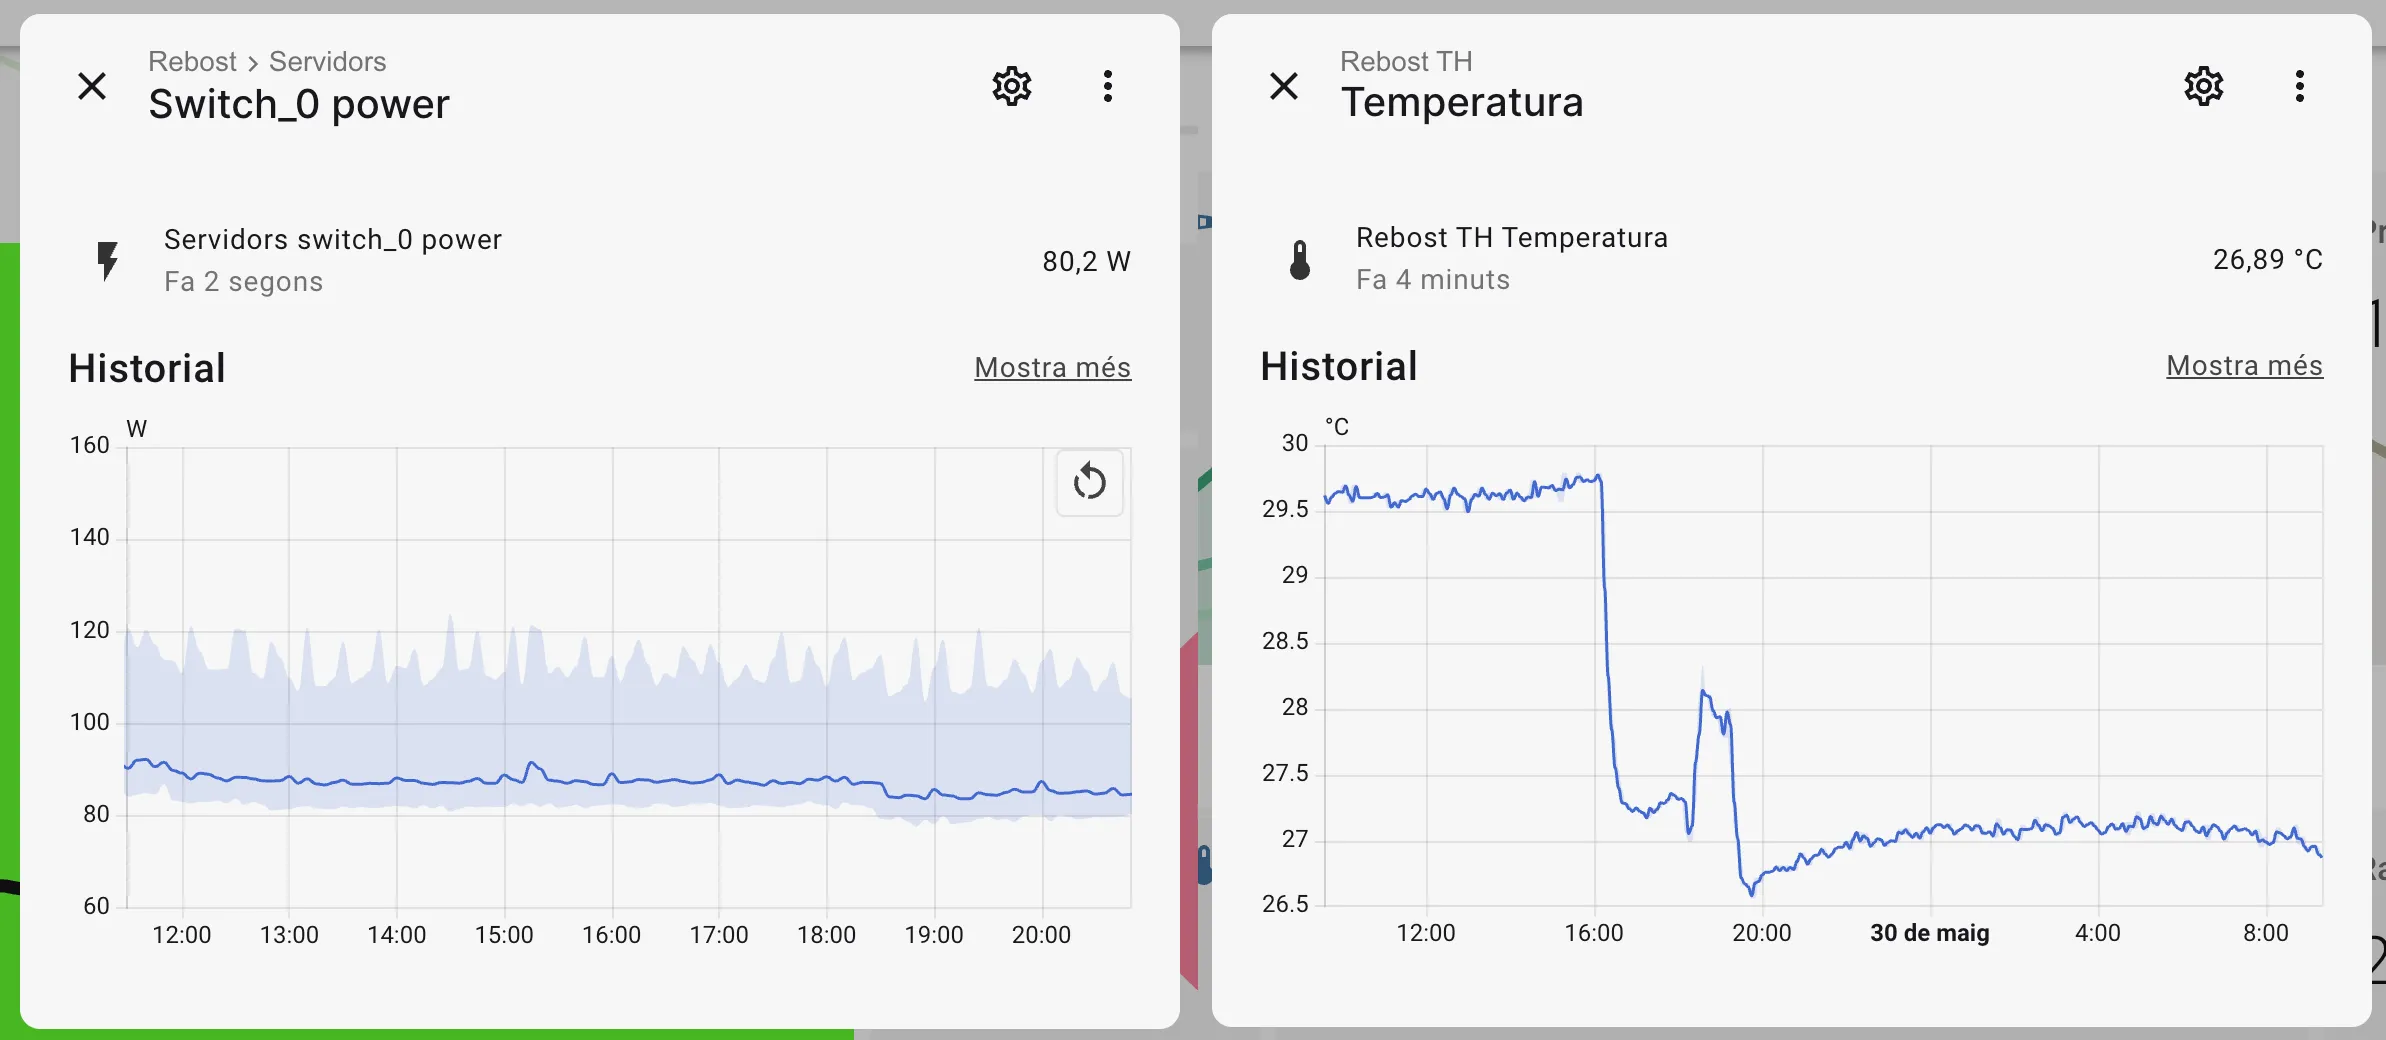 Rebost > Servidors
Switch_0 power
Servidors switch_0 power
Fa 2 segons
80,2 W
Historial
Mostra més
W
160
140
120
100
80
60
12:00 13:00 14:00 15:00 16:00 17:00 18:00 19:00 20:00
Rebost TH
Temperatura
Rebost TH Temperatura
Fa 4 minuts
26,89 °C
Historial
Mostra més
°C
30
29.5
29
28.5
28
27.5
27
26.5
12:00 16:00 20:00 30 de maig 4:00 8:00